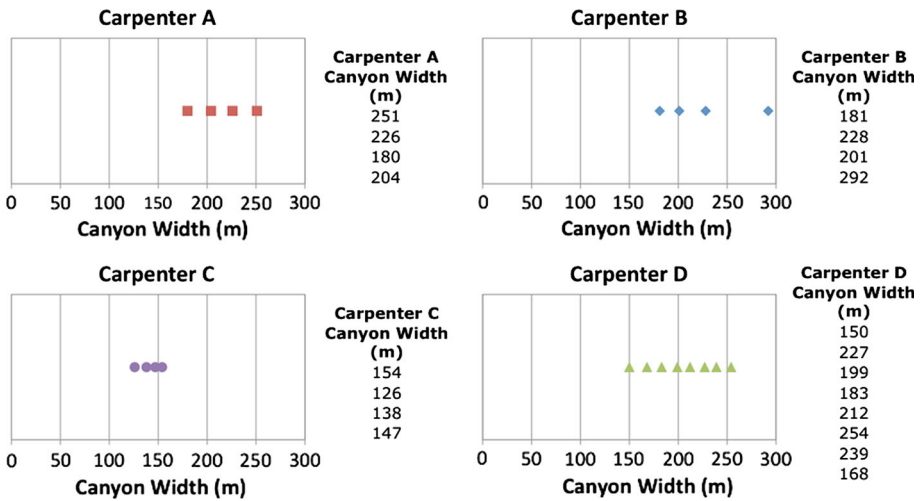 Carpenter A
Carpenter A
Canyon Width
(m)
251
226
180
204
0 50 100 150 200 250 300
Canyon Width (m)
Carpenter B
Carpenter B
Canyon Width
(m)
181
228
201
292
0 50 100 150 200 250 300
Canyon Width (m)
Carpenter C
Carpenter C
Canyon Width
(m)
154
126
138
147
0 50 100 150 200 250 300
Canyon Width (m)
Carpenter D
Carpenter D
Canyon Width
(m)
150
227
199
183
212
254
239
168
0 50 100 150 200 250 300
Canyon Width (m)